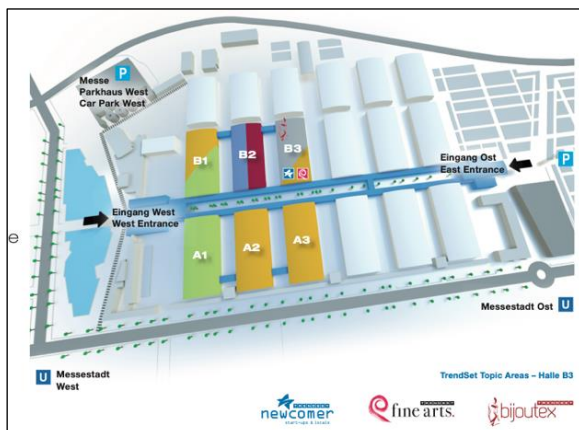 P
Messe
Parkhaus West
Car Park West
B1
B2
B3
Eingang Ost
East Entrance
P
Eingang West
West Entrance
A1
A2
A3
Messestadt Ost U
U Messestadt
West
TrendSet Topic Areas – Halle B3
newcomer
fine arts.
bijoutex